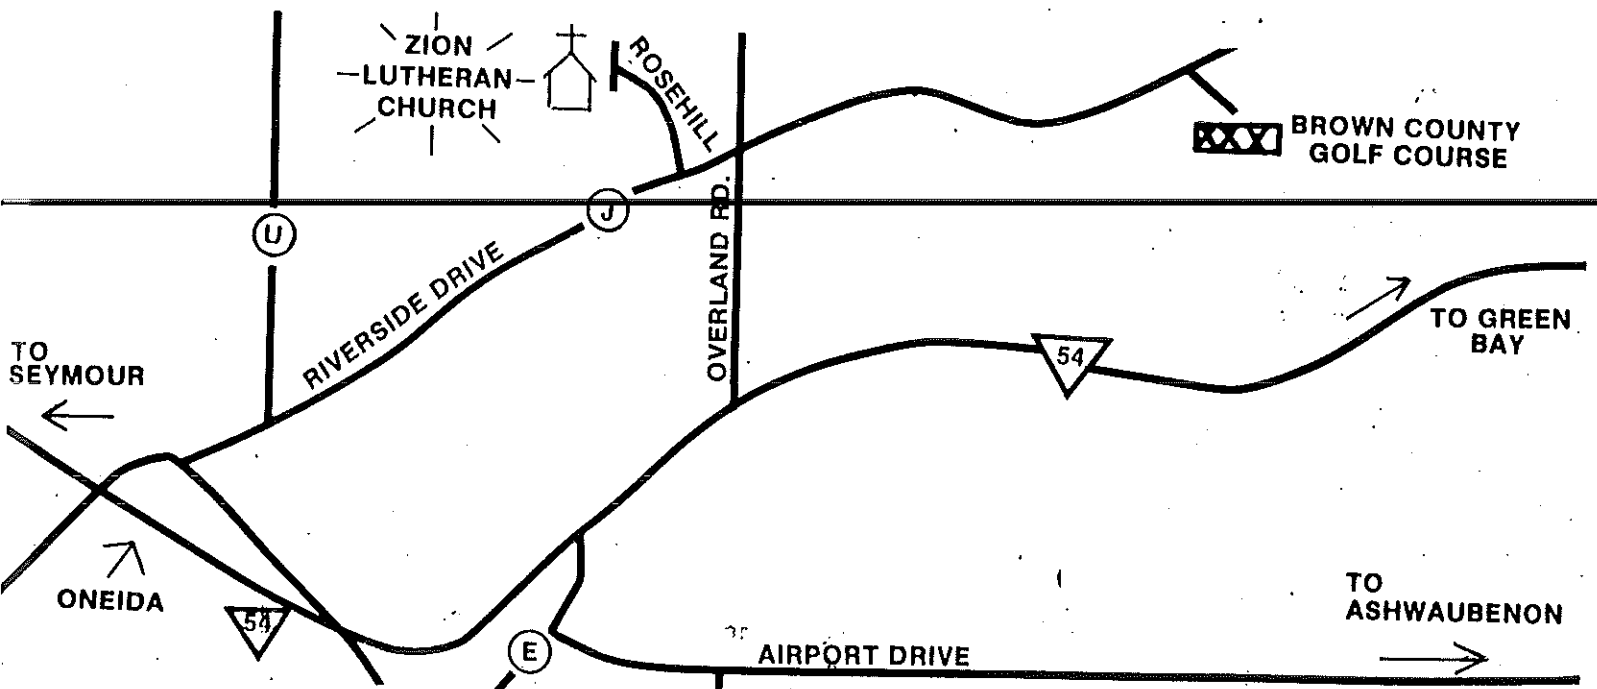 ZION
LUTHERAN
CHURCH
ROSEHILL
BROWN COUNTY
GOLF COURSE
J
U
OVERLAND RD.
RIVERSIDE DRIVE
TO GREEN
BAY
54
TO
SEYMOUR
ONEIDA
54
TO
ASHWAUBENON
E
AIRPORT DRIVE